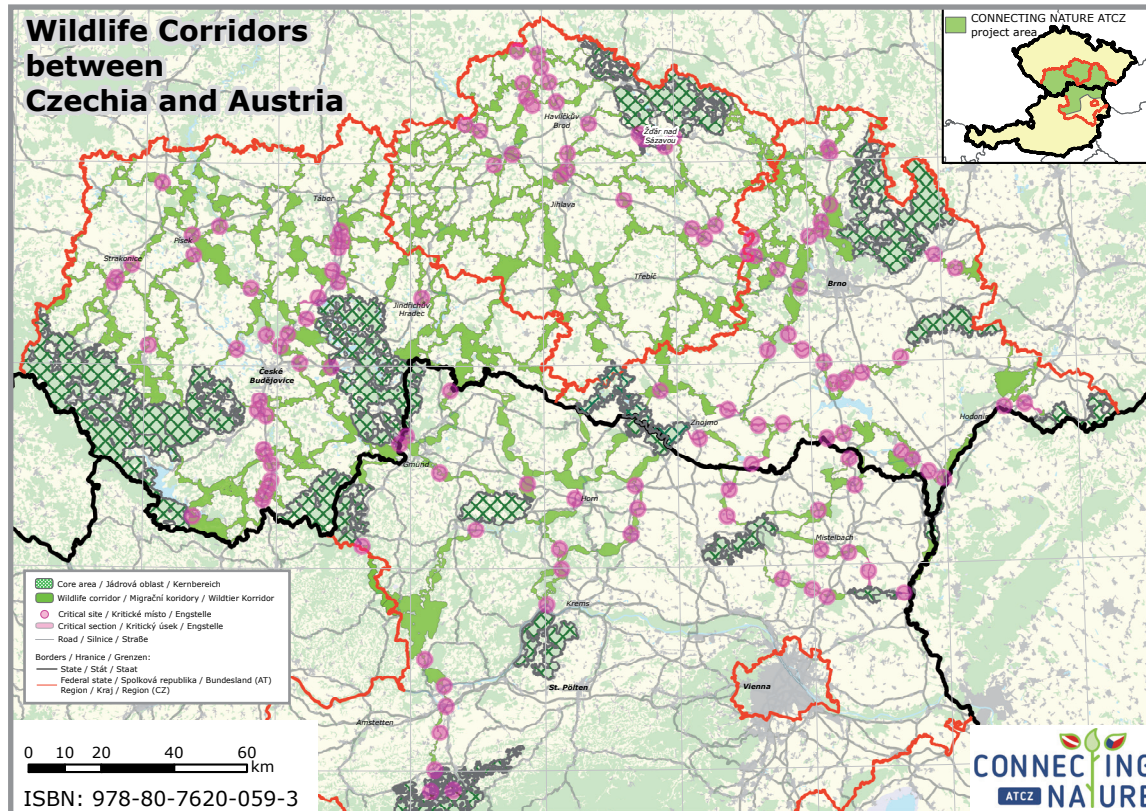 Wildlife Corridors
between
Czechia and Austria
CONNECTING NATURE ATCZ
project area
Havlíčkův
Brod
Žďár nad
Sázavou
Tábor
Jihlava
Písek
Strakonice
Třebíč
Brno
Jindřichův
Hradec
České
Budějovice
Hodonín
Znojmo
Gmünd
Horn
Mistelbach
Krems
St. Pölten
Vienna
Amstetten
Core area / Jádrová oblast / Kernbereich
Wildlife corridor / Migrační koridory / Wildtier Korridor
Critical site / Kritické místo / Engstelle
Critical section / Kritický úsek / Engstelle
Road / Silnice / Straße
Borders / Hranice / Grenzen:
State / Stát / Staat
Federal state / Spolková republika / Bundesland (AT)
Region / Kraj / Region (CZ)
0 10 20 40 60
km
ISBN: 978-80-7620-059-3
CONNECTING
ATCZ NATURE